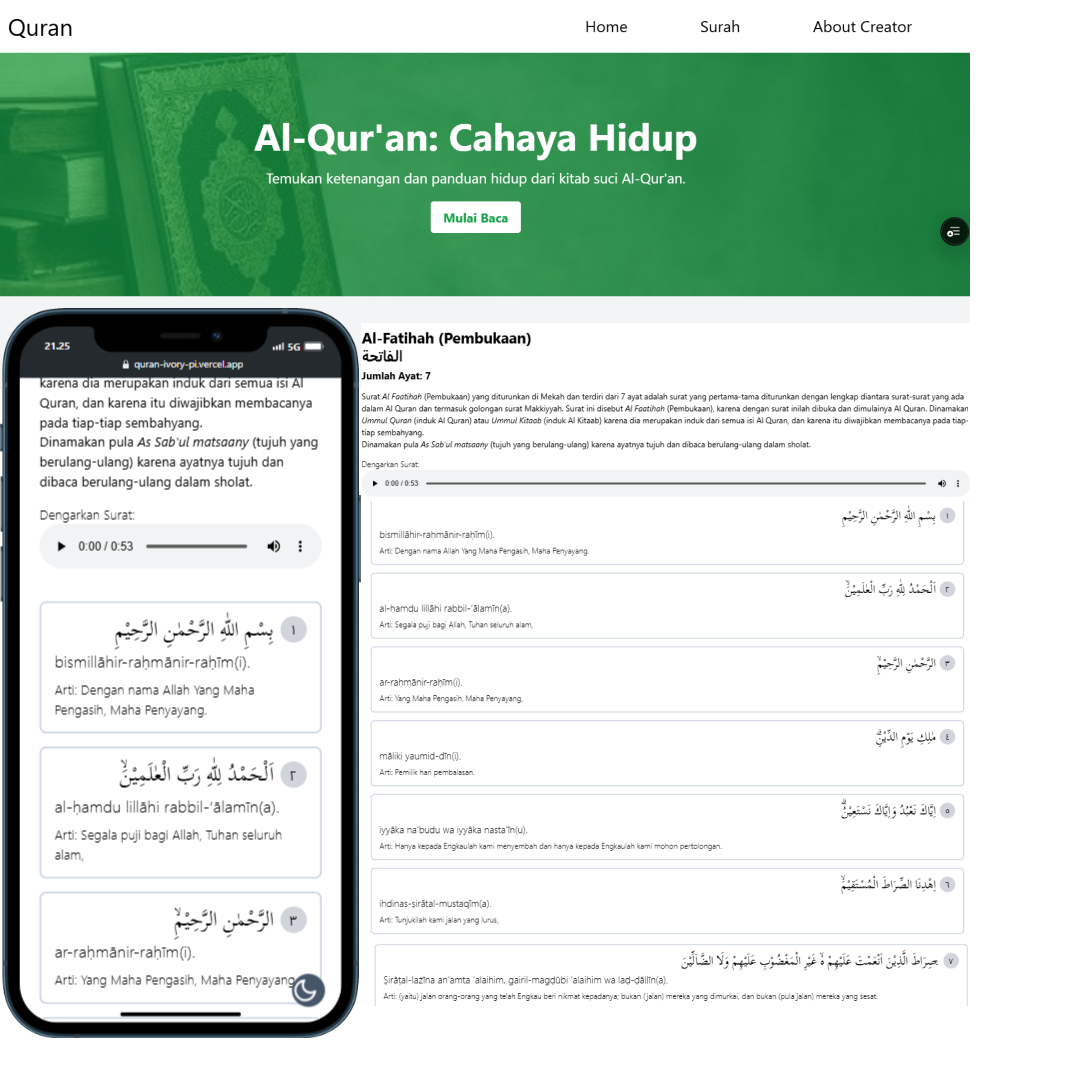 Quran Home Surah About Creator
Al-Qur'an: Cahaya Hidup
Temukan ketenangan dan panduan hidup dari kitab suci Al-Qur'an.
Mulai Baca
21.25 5G
quran-ivory-pi.vercel.app
karena dia merupakan induk dari semua isi Al
Quran, dan karena itu diwajibkan membacanya
pada tiap-tiap sembahyang.
Dinamakan pula As Sab'ul matsaany (tujuh yang
berulang-ulang) karena ayatnya tujuh dan
dibaca berulang-ulang dalam sholat.
Dengarkan Surat:
0:00 / 0:53
١ بِسْمِ اللّٰهِ الرَّحْمٰنِ الرَّحِيْمِ
bismillāhir-raḥmānir-raḥīm(i).
Arti: Dengan nama Allah Yang Maha
Pengasih, Maha Penyayang.
٢ اَلْحَمْدُ لِلّٰهِ رَبِّ الْعٰلَمِيْنَۙ
al-ḥamdu lillāhi rabbil-‘ālamīn(a).
Arti: Segala puji bagi Allah, Tuhan seluruh
alam,
٣ الرَّحْمٰنِ الرَّحِيْمِۙ
ar-raḥmānir-raḥīm(i).
Arti: Yang Maha Pengasih, Maha Penyayang
Al-Fatihah (Pembukaan)
الفاتحة
Jumlah Ayat: 7
Surat Al Faatihah (Pembukaan) yang diturunkan di Mekah dan terdiri dari 7 ayat adalah surat yang pertama-tama diturunkan dengan lengkap diantara surat-surat yang ada
dalam Al Quran dan termasuk golongan surat Makkiyyah. Surat ini disebut Al Faatihah (Pembukaan), karena dengan surat inilah dibuka dan dimulainya Al Quran. Dinamakan
Ummul Quran (induk Al Quran) atau Ummul Kitaab (induk Al Kitaab) karena dia merupakan induk dari semua isi Al Quran, dan karena itu diwajibkan membacanya pada tiap-
tiap sembahyang.
Dinamakan pula As Sab'ul matsaany (tujuh yang berulang-ulang) karena ayatnya tujuh dan dibaca berulang-ulang dalam sholat.
Dengarkan Surat:
0:00 / 0:53
١ بِسْمِ اللّٰهِ الرَّحْمٰنِ الرَّحِيْمِ
bismillāhir-raḥmānir-raḥīm(i).
Arti: Dengan nama Allah Yang Maha Pengasih, Maha Penyayang.
٢ اَلْحَمْدُ لِلّٰهِ رَبِّ الْعٰلَمِيْنَۙ
al-ḥamdu lillāhi rabbil-‘ālamīn(a).
Arti: Segala puji bagi Allah, Tuhan seluruh alam,
٣ الرَّحْمٰنِ الرَّحِيْمِۙ
ar-raḥmānir-raḥīm(i).
Arti: Yang Maha Pengasih, Maha Penyayang,
٤ مٰلِكِ يَوْمِ الدِّيْنِۗ
māliki yaumid-dīn(i).
Arti: Pemilik hari pembalasan.
٥ اِيَّاكَ نَعْبُدُ وَاِيَّاكَ نَسْتَعِيْنُۗ
iyyāka na‘budu wa iyyāka nasta‘īn(u),
Arti: Hanya kepada Engkaulah kami menyembah dan hanya kepada Engkaulah kami mohon pertolongan.
٦ اِهْدِنَا الصِّرَاطَ الْمُسْتَقِيْمَۙ
ihdinaṣ-ṣirāṭal-mustaqīm(a).
Arti: Tunjukilah kami jalan yang lurus,
٧ صِرَاطَ الَّذِيْنَ اَنْعَمْتَ عَلَيْهِمْ ەۙ غَيْرِ الْمَغْضُوْبِ عَلَيْهِمْ وَلَا الضَّاۤلِّيْنَ
Ṣirāṭal-lażīna an‘amta ‘alaihim, gairil-magḍūbi ‘alaihim wa laḍ-ḍāllīn(a).
Arti: (yaitu) jalan orang-orang yang telah Engkau beri nikmat kepadanya; bukan (jalan) mereka yang dimurkai, dan bukan (pula jalan) mereka yang sesat.